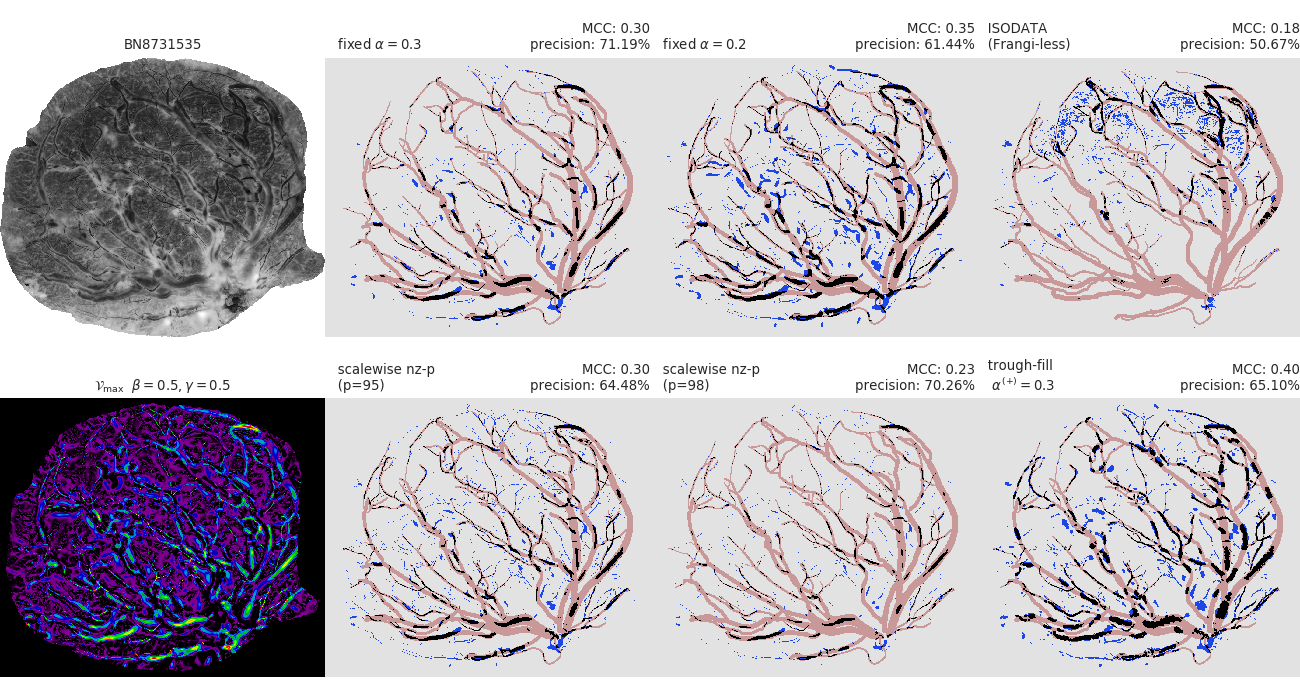 BN8731535
fixed α = 0.3
MCC: 0.30
precision: 71.19%
fixed α = 0.2
MCC: 0.35
precision: 61.44%
ISODATA
(Frangi-less)
MCC: 0.18
precision: 50.67%
𝒱max β = 0.5, γ = 0.5
scalewise nz-p
(p=95)
MCC: 0.30
precision: 64.48%
scalewise nz-p
(p=98)
MCC: 0.23
precision: 70.26%
trough-fill
α(+) = 0.3
MCC: 0.40
precision: 65.10%